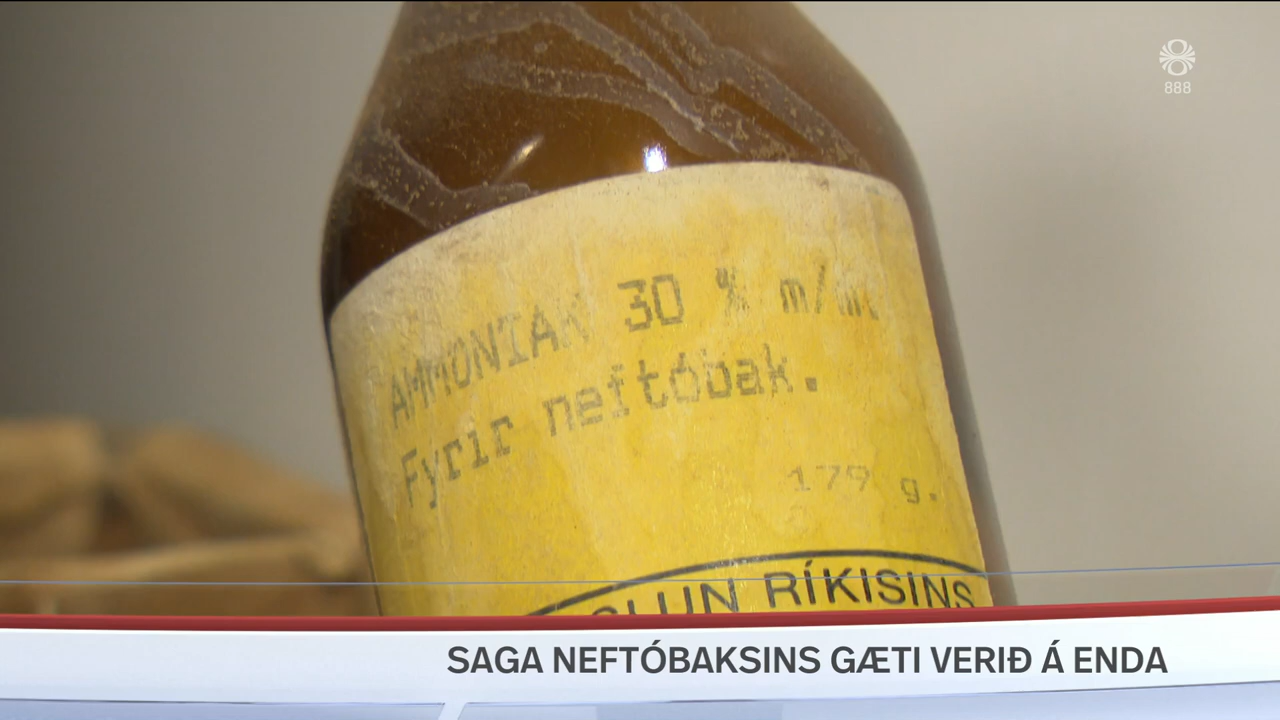 888
AMMONIAK 30 % m/m.
Fyrir neftóbak.
179 g.
RÍKISINS
SAGA NEFTÓBAKSINS GÆTI VERIÐ Á ENDA